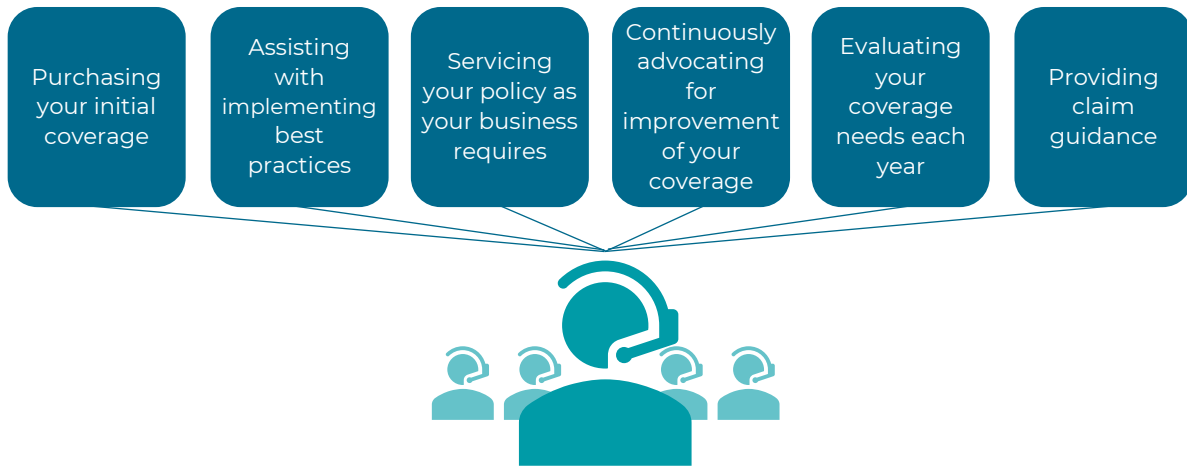 Purchasing
your initial
coverage
Assisting
with
implementing
best
practices
Servicing
your policy as
your business
requires
Continuously
advocating
for
improvement
of your
coverage
Evaluating
your
coverage
needs each
year
Providing
claim
guidance